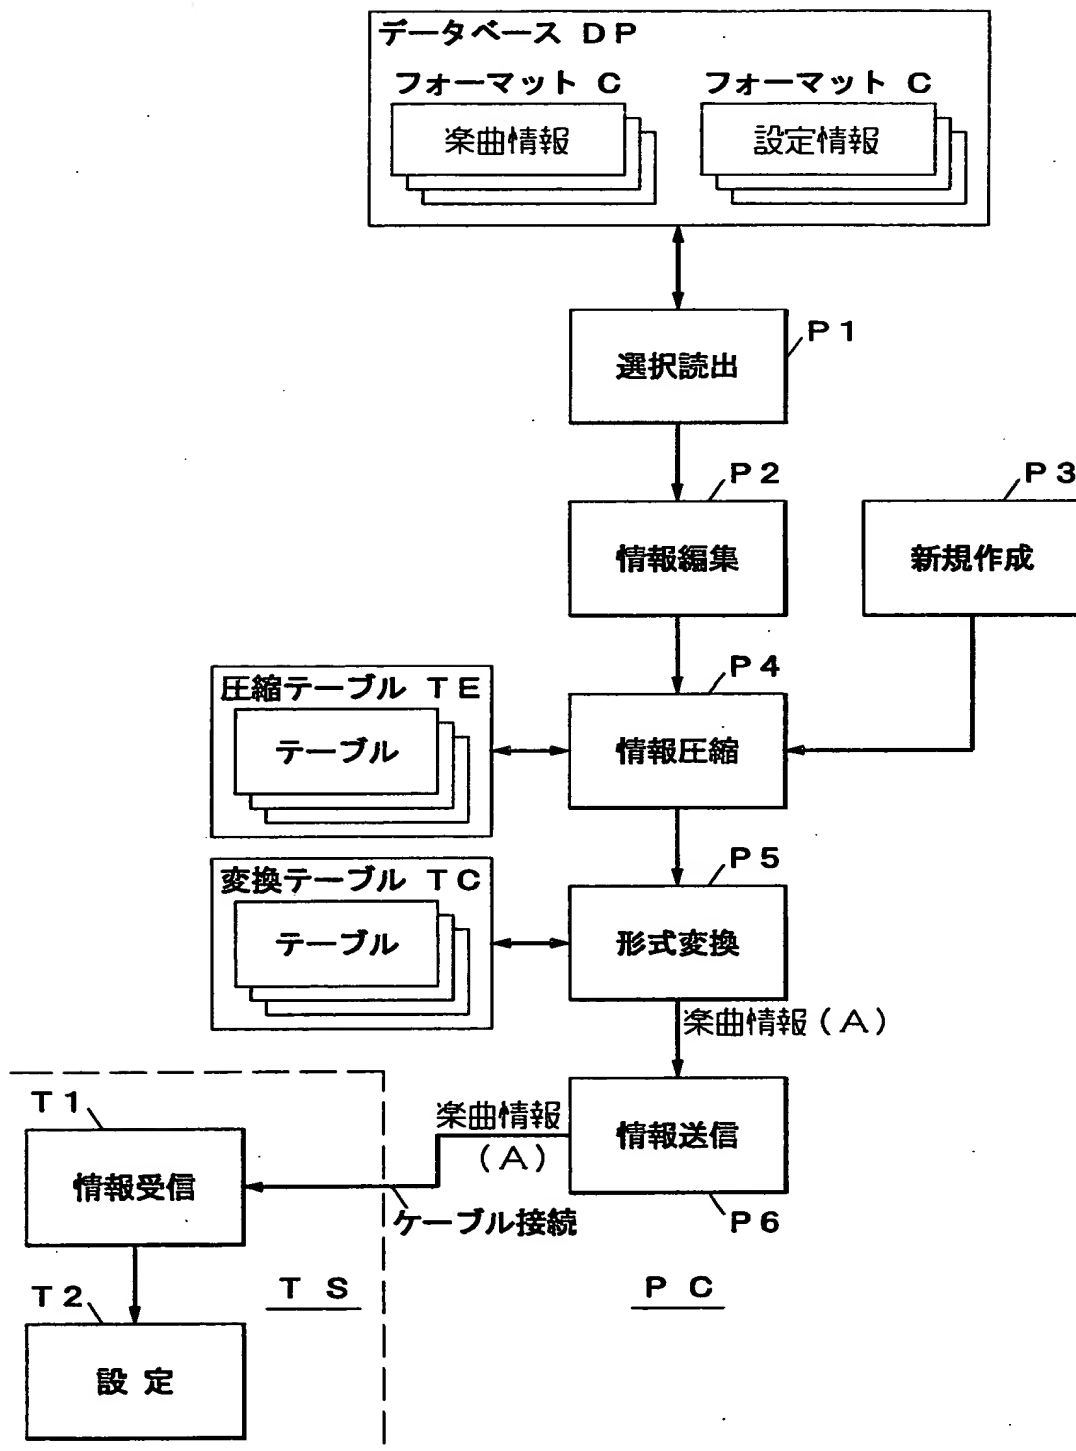 データベース DP
フォーマット C
フォーマット C
楽曲情報
設定情報
P1
選択読出
P2
P3
情報編集
新規作成
P4
圧縮テーブル TE
テーブル
情報圧縮
P5
変換テーブル TC
テーブル
形式変換
楽曲情報(A)
T1
楽曲情報
(A)
情報送信
情報受信
ケーブル接続
P6
T2
TS
PC
設定